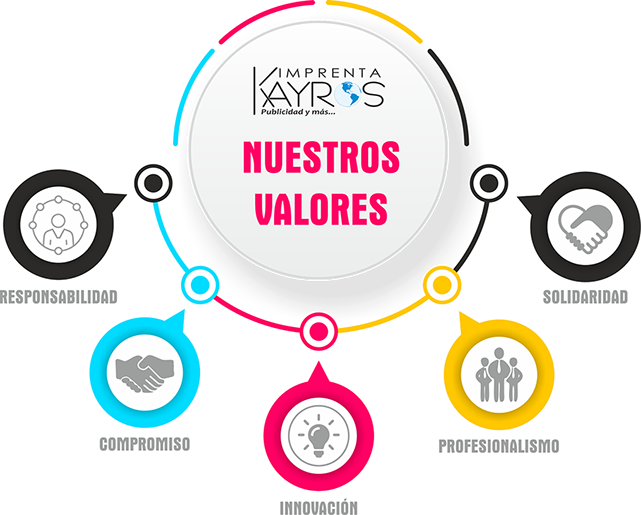 IMPRENTA
KAYROS
Publicidad y más...
NUESTROS
VALORES
RESPONSABILIDAD
SOLIDARIDAD
COMPROMISO
PROFESIONALISMO
INNOVACIÓN